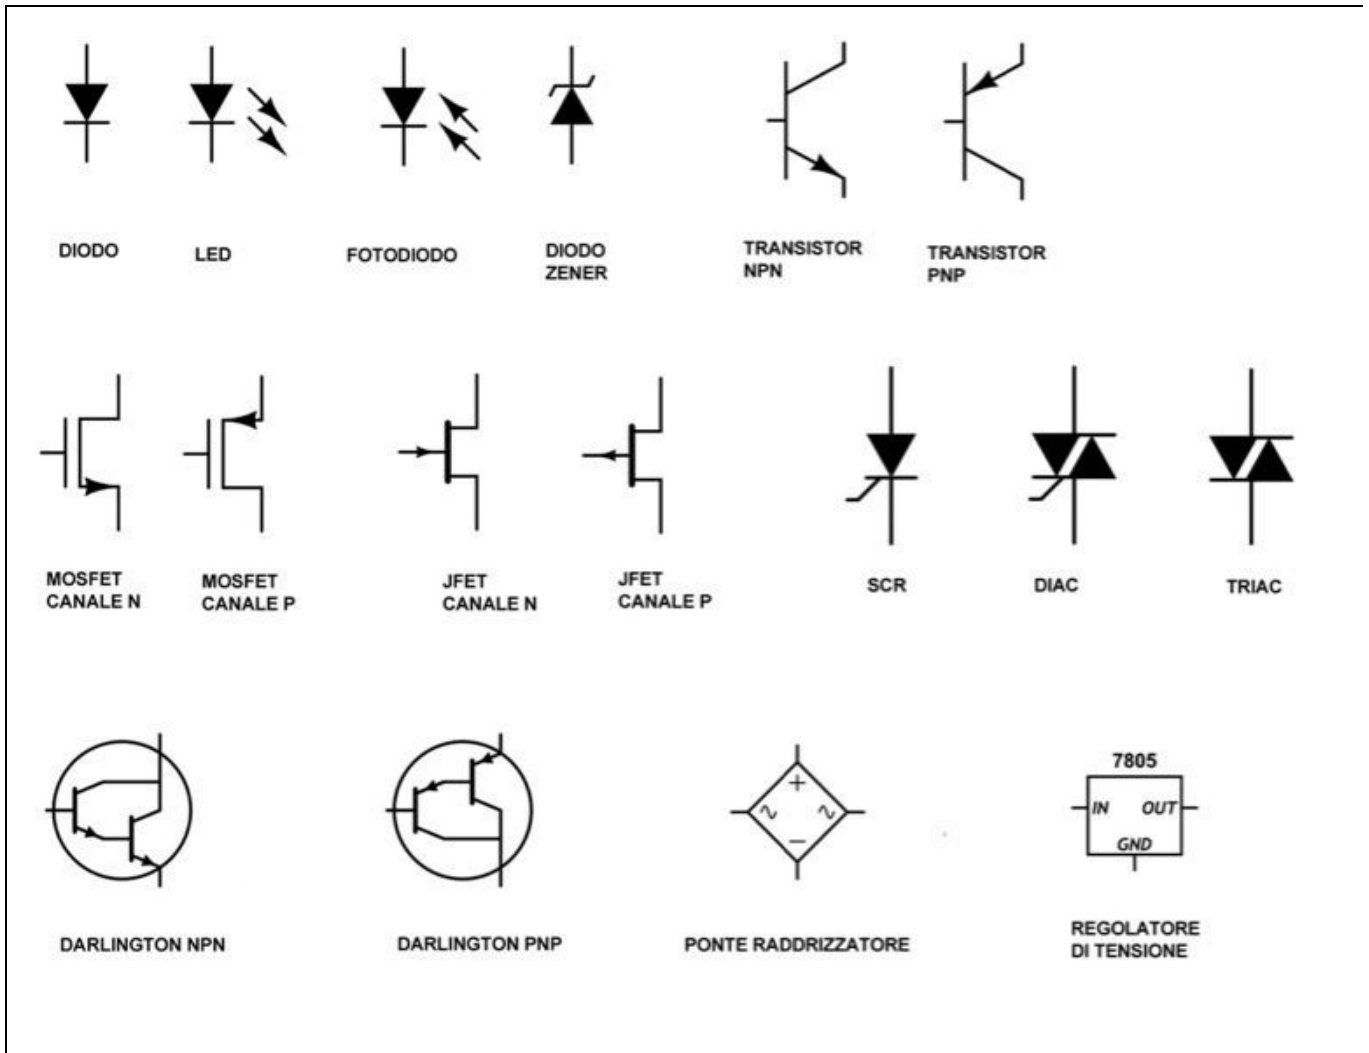 DIODO
LED
FOTODIODO
DIODO
ZENER
TRANSISTOR
NPN
TRANSISTOR
PNP
MOSFET
CANALE N
MOSFET
CANALE P
JFET
CANALE N
JFET
CANALE P
SCR
DIAC
TRIAC
7805
IN OUT
GND
DARLINGTON NPN
DARLINGTON PNP
PONTE RADDRIZZATORE
REGOLATORE
DI TENSIONE